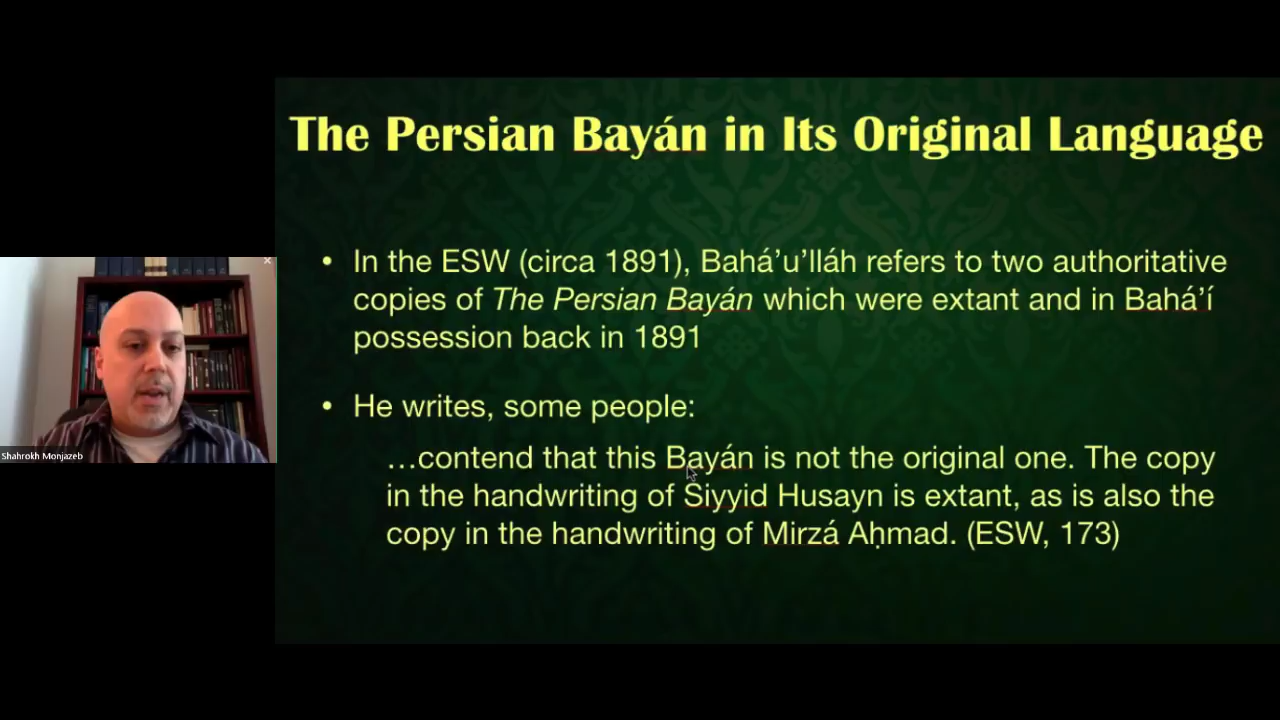 The Persian Bayán in Its Original Language
• In the ESW (circa 1891), Bahá’u’lláh refers to two authoritative
copies of The Persian Bayán which were extant and in Bahá’í
possession back in 1891
• He writes, some people:
…contend that this Bayán is not the original one. The copy
in the handwriting of Siyyid Husayn is extant, as is also the
copy in the handwriting of Mirzá Aḥmad. (ESW, 173)
Shahrokh Monjazeb